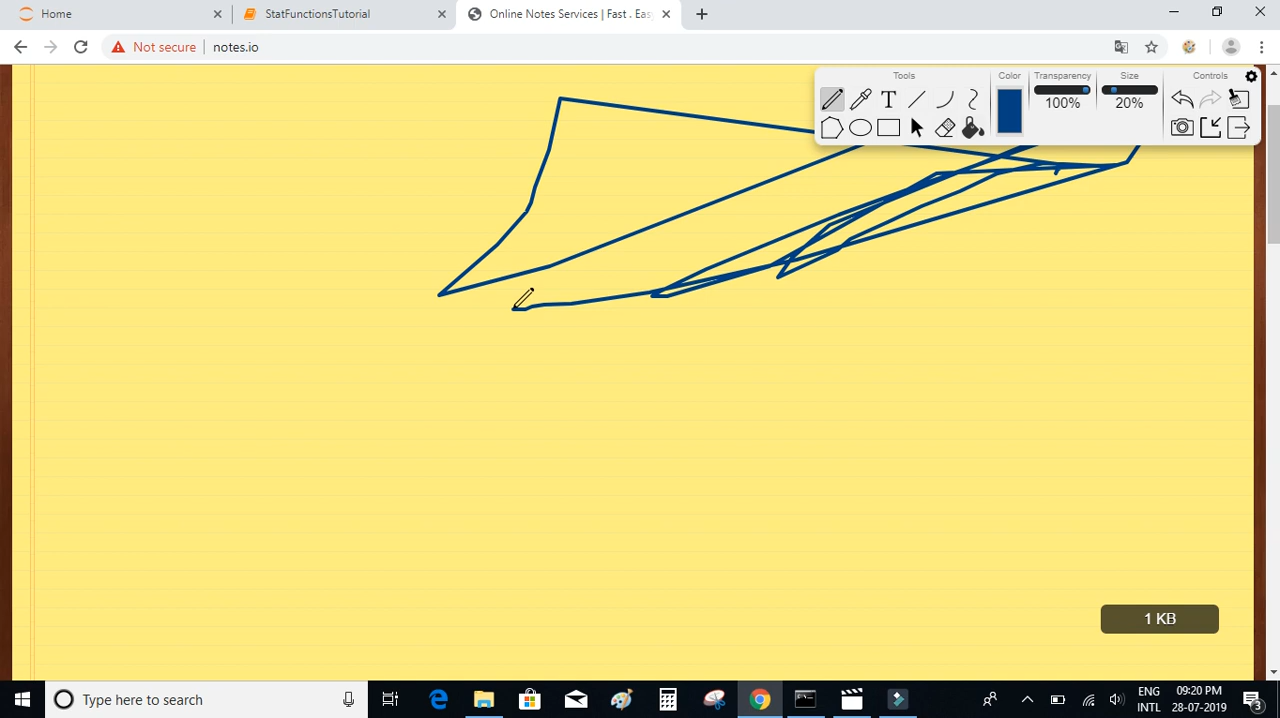 Home
StatFunctionsTutorial
Online Notes Services | Fast . Eas
Not secure
notes.io
Tools
Color
Transparency
Size
Controls
T
100%
20%
1 KB
Type here to search
ENG
INTL
09:20 PM
28-07-2019
3